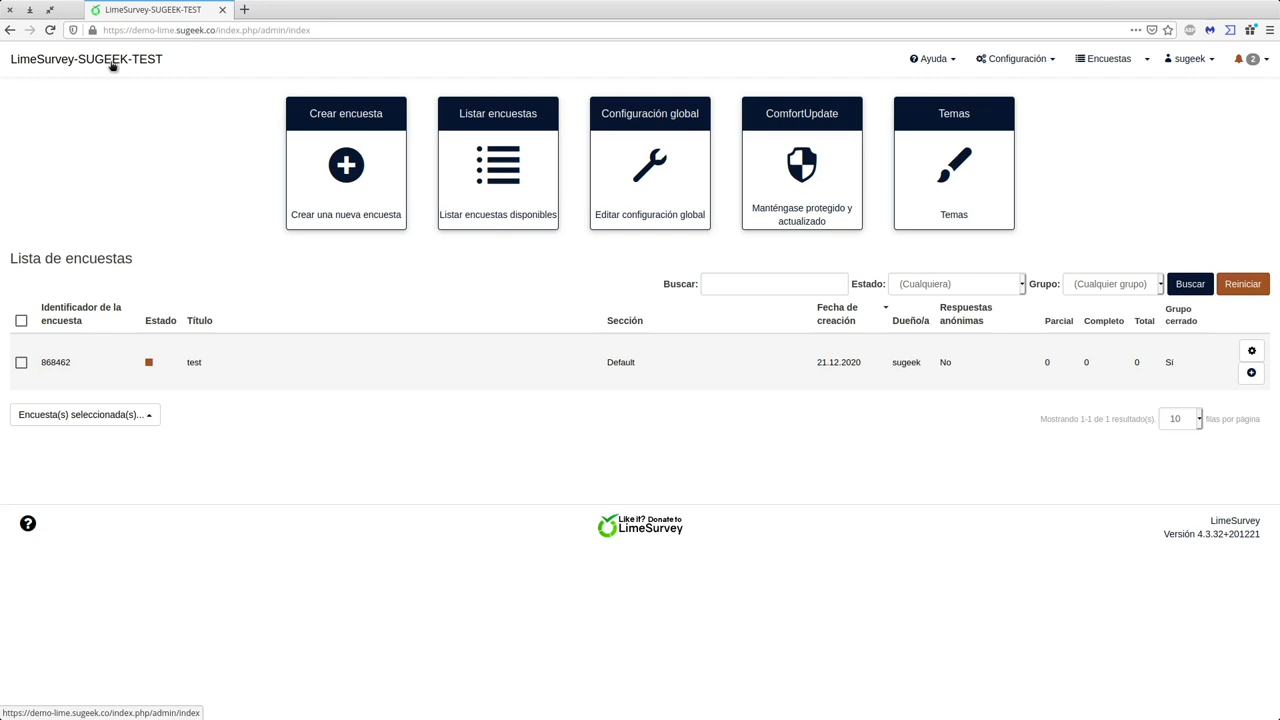 LimeSurvey-SUGEEK-TEST
https://demo-lime.sugeek.co/index.php/admin/index
LimeSurvey-SUGEEK-TEST
Ayuda
Configuración
Encuestas
sugeek
2
Crear encuesta
Crear una nueva encuesta
Listar encuestas
Listar encuestas disponibles
Configuración global
Editar configuración global
ComfortUpdate
Manténgase protegido y
actualizado
Temas
Temas
Lista de encuestas
Buscar:
Estado: (Cualquiera)
Grupo: (Cualquier grupo)
Buscar
Reiniciar
Identificador de la
encuesta
Estado
Título
Sección
Fecha de
creación
Dueño/a
Respuestas
anónimas
Parcial
Completo
Total
Grupo
cerrado
868462 test Default 21.12.2020 sugeek No 0 0 0 Sí
Encuesta(s) seleccionada(s)...
Mostrando 1-1 de 1 resultado(s). 10 filas por página
Like it? Donate to
LimeSurvey
LimeSurvey
Versión 4.3.32+201221
https://demo-lime.sugeek.co/index.php/admin/index